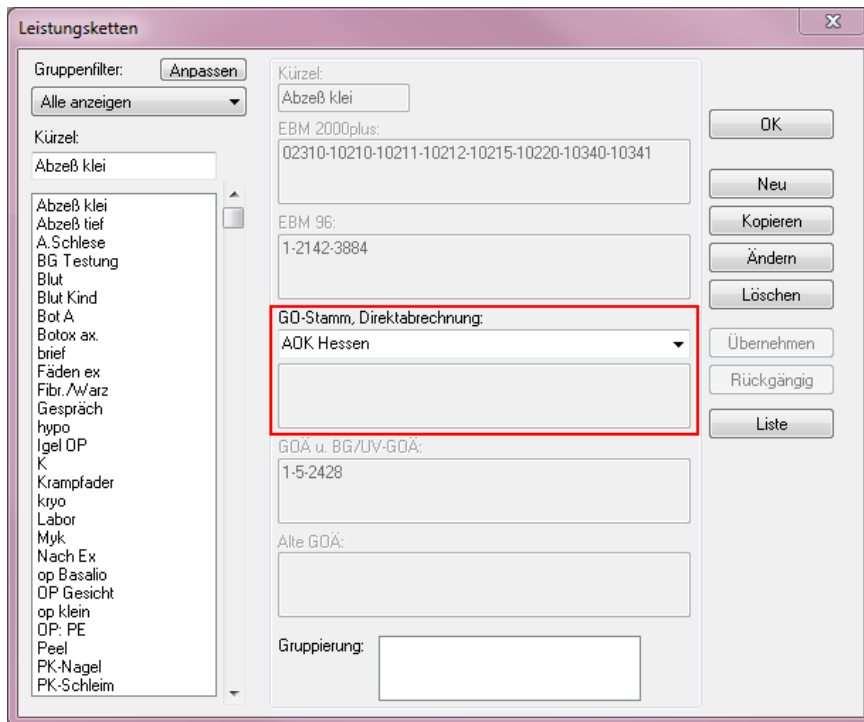 Leistungsketten
Gruppenfilter:
Anpassen
Alle anzeigen
Kürzel:
Abzeß klei
Abzeß klei
Abzeß tief
A.Schlese
BG Testung
Blut
Blut Kind
Bot A
Botox ax.
brief
Fäden ex
Fibr./Warz
Gespräch
hypo
Igel OP
K
Krampfader
kryo
Labor
Myk
Nach Ex
op Basalio
OP Gesicht
op klein
OP: PE
Peel
PK-Nagel
PK-Schleim
Kürzel:
Abzeß klei
EBM 2000plus:
02310-10210-10211-10212-10215-10220-10340-10341
EBM 96:
1-2142-3884
GO-Stamm, Direktabrechnung:
AOK Hessen
GOÄ u. BG/UV-GOÄ:
1-5-2428
Alte GOÄ:
Gruppierung:
OK
Neu
Kopieren
Ändern
Löschen
Übernehmen
Rückgängig
Liste